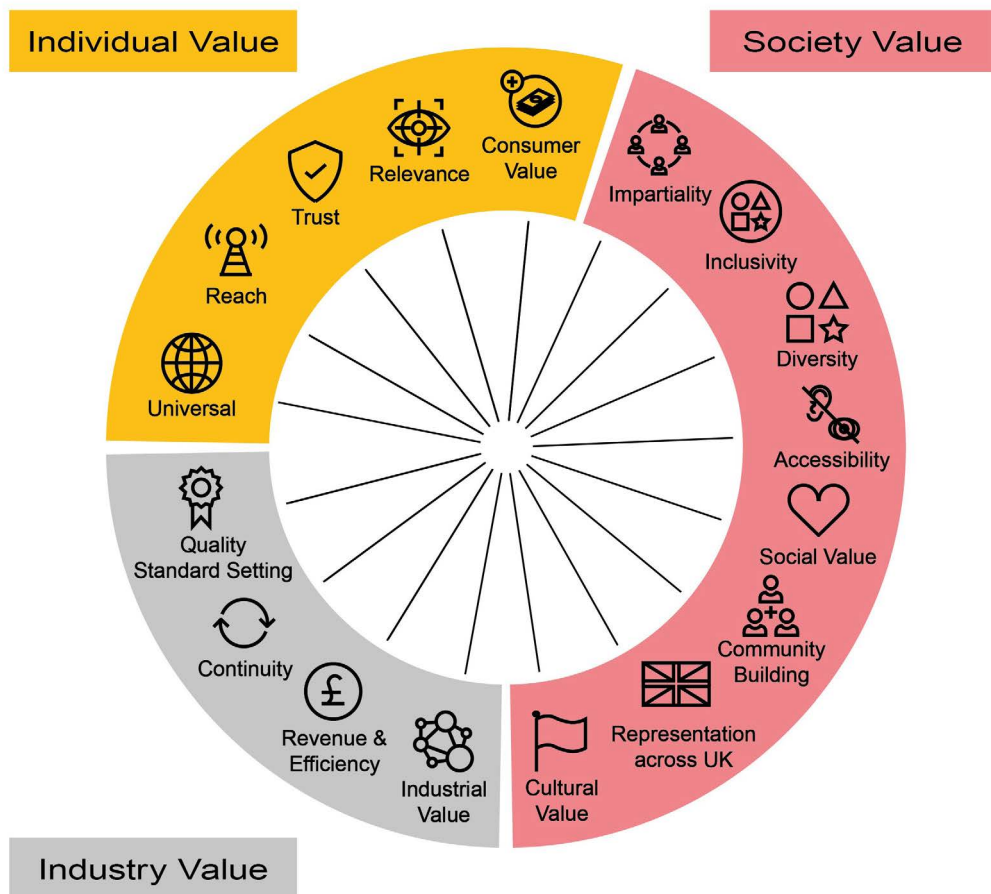 Individual Value
Society Value
Consumer
Value
Relevance
Trust
Reach
Universal
Impartiality
Inclusivity
Diversity
Accessibility
Social Value
Community
Building
Representation
across UK
Cultural
Value
Quality
Standard Setting
Continuity
£
Revenue &
Efficiency
Industrial
Value
Industry Value